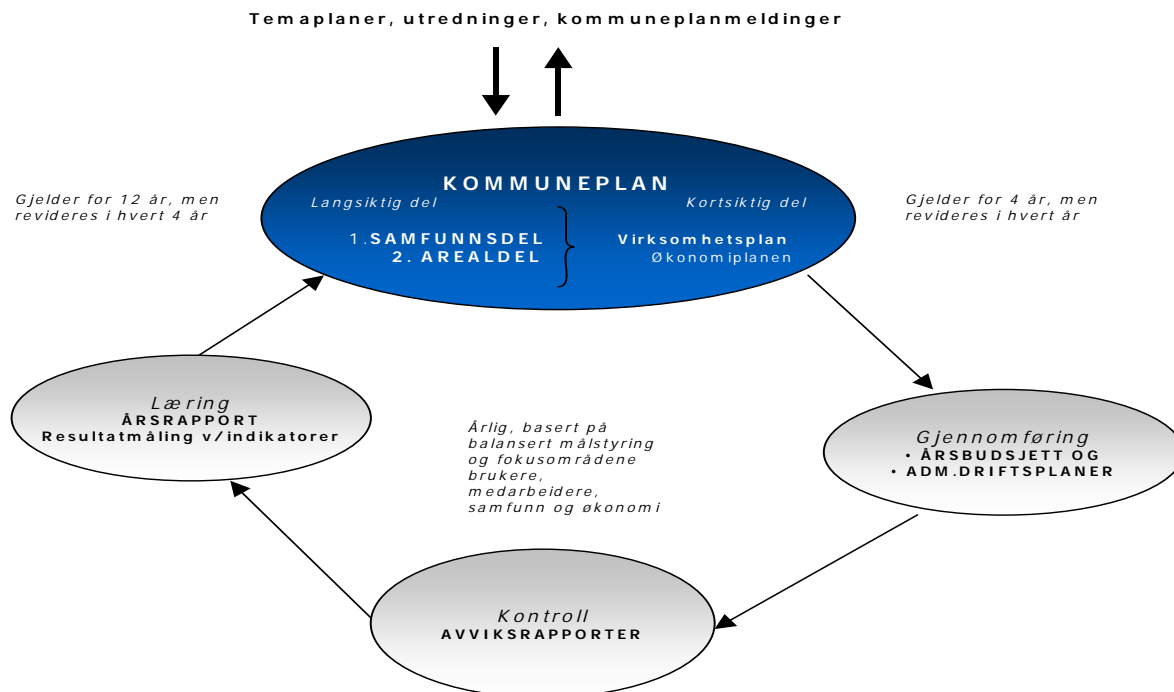 Temaplaner, utredninger, kommuneplanmeldinger
KOMMUNEPLAN
Gjelder for 12 år, men
revideres i hvert 4 år
Langsiktig del
1.SAMFUNNSDEL
2. AREALDEL
Kortsiktig del
Virksomhetsplan
Økonomiplanen
Gjelder for 4 år, men
revideres i hvert år
Læring
ÅRSRAPPORT
Resultatmåling v/indikatorer
Årlig, basert på
balansert målstyring
og fokusområdene
brukere,
medarbeidere,
samfunn og økonomi
Gjennomføring
• ÅRSBUDSJETT OG
• ADM.DRIFTSPLANER
Kontroll
AVVIKSRAPPORTER